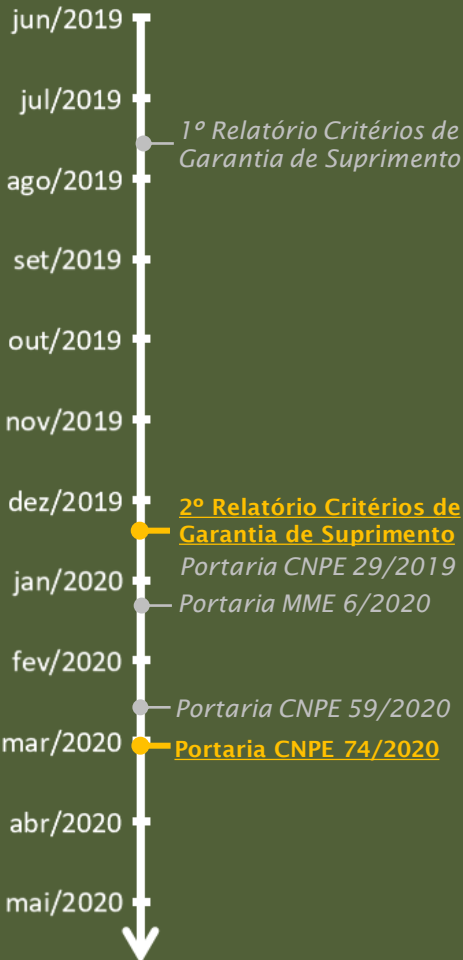 jun/2019
jul/2019
1º Relatório Critérios de
Garantia de Suprimento
ago/2019
set/2019
out/2019
nov/2019
dez/2019
2º Relatório Critérios de
Garantia de Suprimento
Portaria CNPE 29/2019
jan/2020
Portaria MME 6/2020
fev/2020
Portaria CNPE 59/2020
mar/2020
Portaria CNPE 74/2020
abr/2020
mai/2020